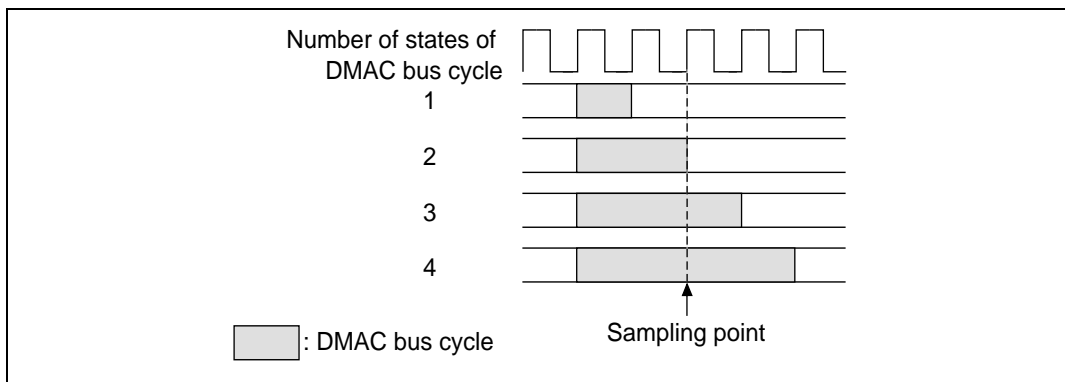 Number of states of
DMAC bus cycle
1
2
3
4
Sampling point
: DMAC bus cycle